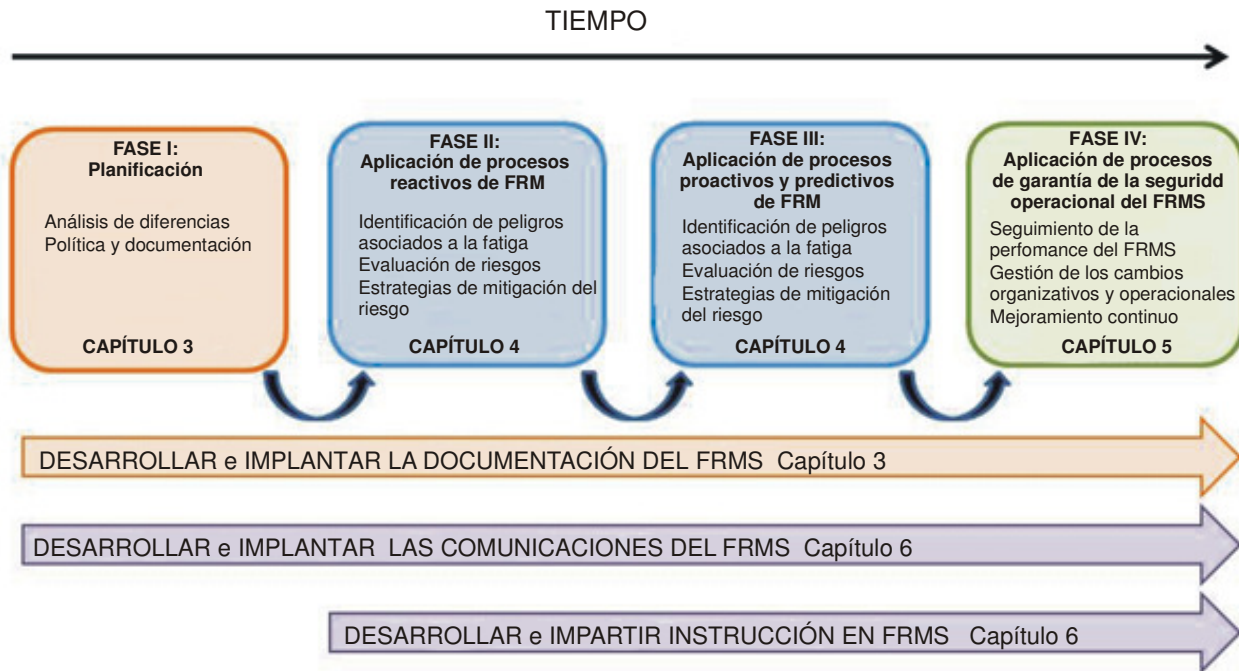 TIEMPO
FASE I:
Planificación
Análisis de diferencias
Política y documentación
CAPÍTULO 3
FASE II:
Aplicación de procesos
reactivos de FRM
Identificación de peligros
asociados a la fatiga
Evaluación de riesgos
Estrategias de mitigación del
riesgo
CAPÍTULO 4
FASE III:
Aplicación de procesos
proactivos y predictivos
de FRM
Identificación de peligros
asociados a la fatiga
Evaluación de riesgos
Estrategias de mitigación
del riesgo
CAPÍTULO 4
FASE IV:
Aplicación de procesos
de garantía de la seguridd
operacional del FRMS
Seguimiento de la
perfomance del FRMS
Gestión de los cambios
organizativos y operacionales
Mejoramiento continuo
CAPÍTULO 5
DESARROLLAR e IMPLANTAR LA DOCUMENTACIÓN DEL FRMS Capítulo 3
DESARROLLAR e IMPLANTAR LAS COMUNICACIONES DEL FRMS Capítulo 6
DESARROLLAR e IMPARTIR INSTRUCCIÓN EN FRMS Capítulo 6